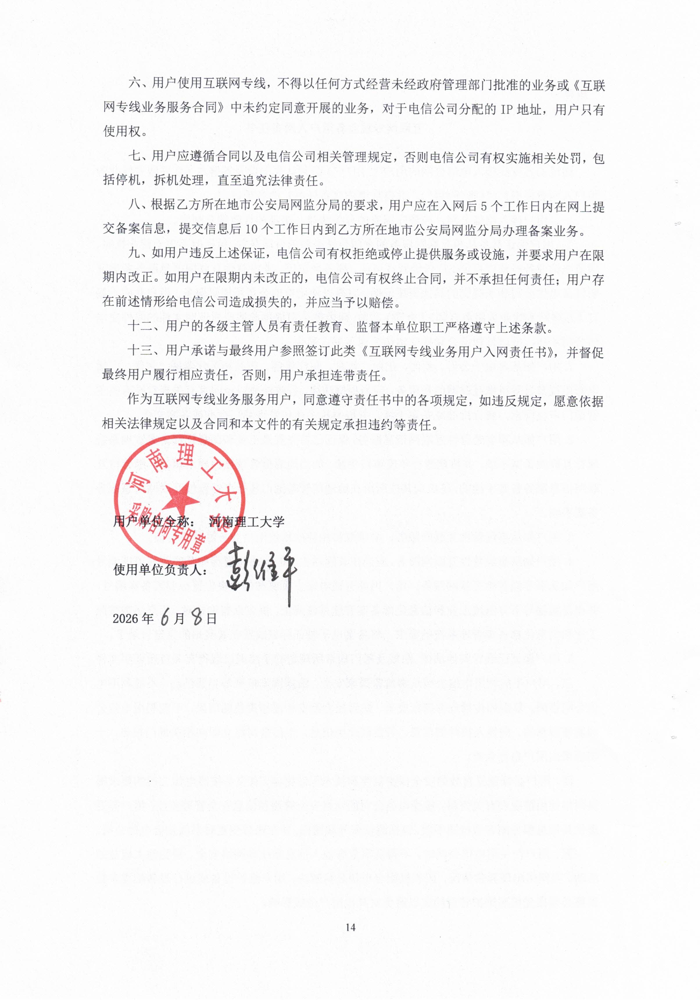 六、用户使用互联网专线，不得以任何方式经营未经政府管理部门批准的业务或《互联
网专线业务服务合同》中未约定同意开展的业务，对于电信公司分配的 IP 地址，用户只有
使用权。
七、用户应遵循合同以及电信公司相关管理规定，否则电信公司有权实施相关处罚，包
括停机，拆机处理，直至追究法律责任。
八、根据乙方所在地市公安局网监分局的要求，用户应在入网后 5 个工作日内在网上提
交备案信息，提交信息后 10 个工作日内到乙方所在地市公安局网监分局办理备案业务。
九、如用户违反上述保证，电信公司有权拒绝或停止提供服务或设施，并要求用户在限
期内改正。如用户在限期内未改正的，电信公司有权终止合同，并不承担任何责任；用户存
在前述情形给电信公司造成损失的，并应当予以赔偿。
十二、用户的各级主管人员有责任教育、监督本单位职工严格遵守上述条款。
十三、用户承诺与最终用户参照签订此类《互联网专线业务用户入网责任书》，并督促
最终用户履行相应责任，否则，用户承担连带责任。
作为互联网专线业务服务用户，同意遵守责任书中的各项规定，如违反规定，愿意依据
相关法律规定以及合同和本文件的有关规定承担违约等责任。
河南理工大学
采购合同专用章
用户单位全称： 河南理工大学
使用单位负责人： 彭维平
2026 年 6 月 8 日
14